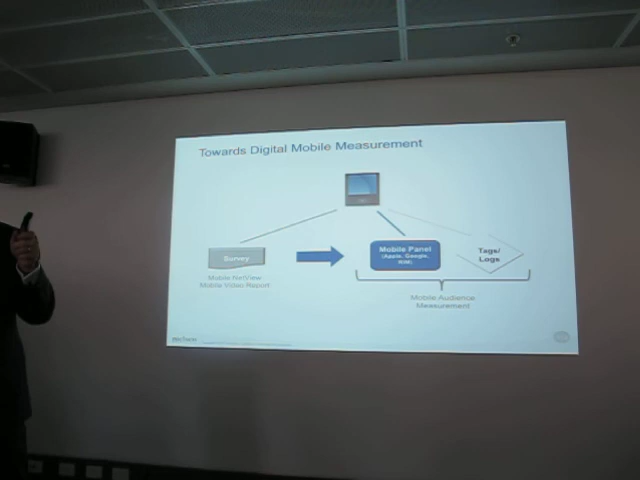 Towards Digital Mobile Measurement
Survey
Mobile NetView
Mobile Video Report
Mobile Panel
(Apple, Google,
RIM)
Tags/
Logs
Mobile Audience
Measurement